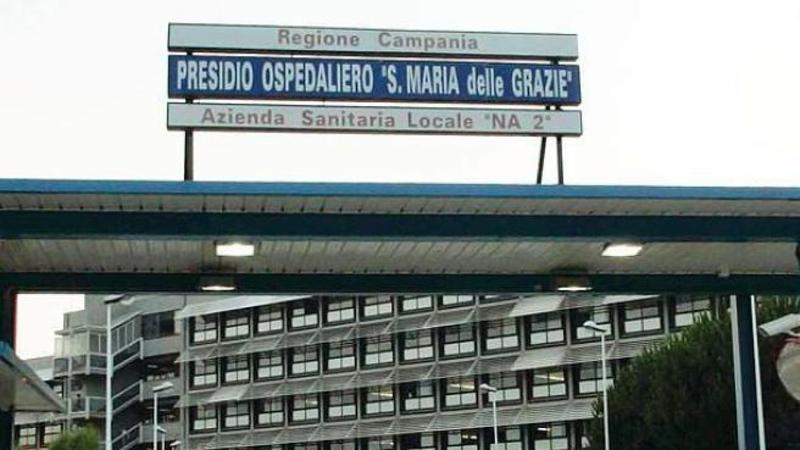 Regione Campania
PRESIDIO OSPEDALIERO "S. MARIA delle GRAZIE"
Azienda Sanitaria Locale "NA 2"